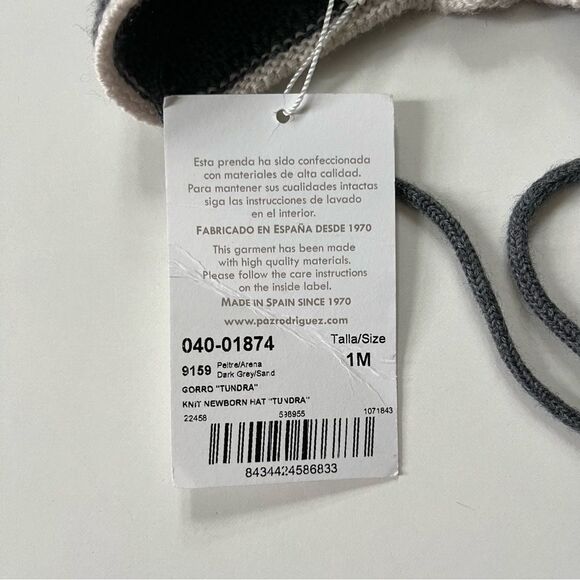 Esta prenda ha sido confeccionada
con materiales de alta calidad.
Para mantener sus cualidades intactas
siga las instrucciones de lavado
en el interior.
FABRICADO EN ESPAÑA DESDE 1970
This garment has been made
with high quality materials.
Please follow the care instructions
on the inside label.
MADE IN SPAIN SINCE 1970
www.pazrodriguez.com
040-01874 Talla/Size
9159 Peltre/Arena 1M
Dark Grey/Sand
GORRO "TUNDRA"
KNIT NEWBORN HAT "TUNDRA"
22458 598955 1071843
8434424586833